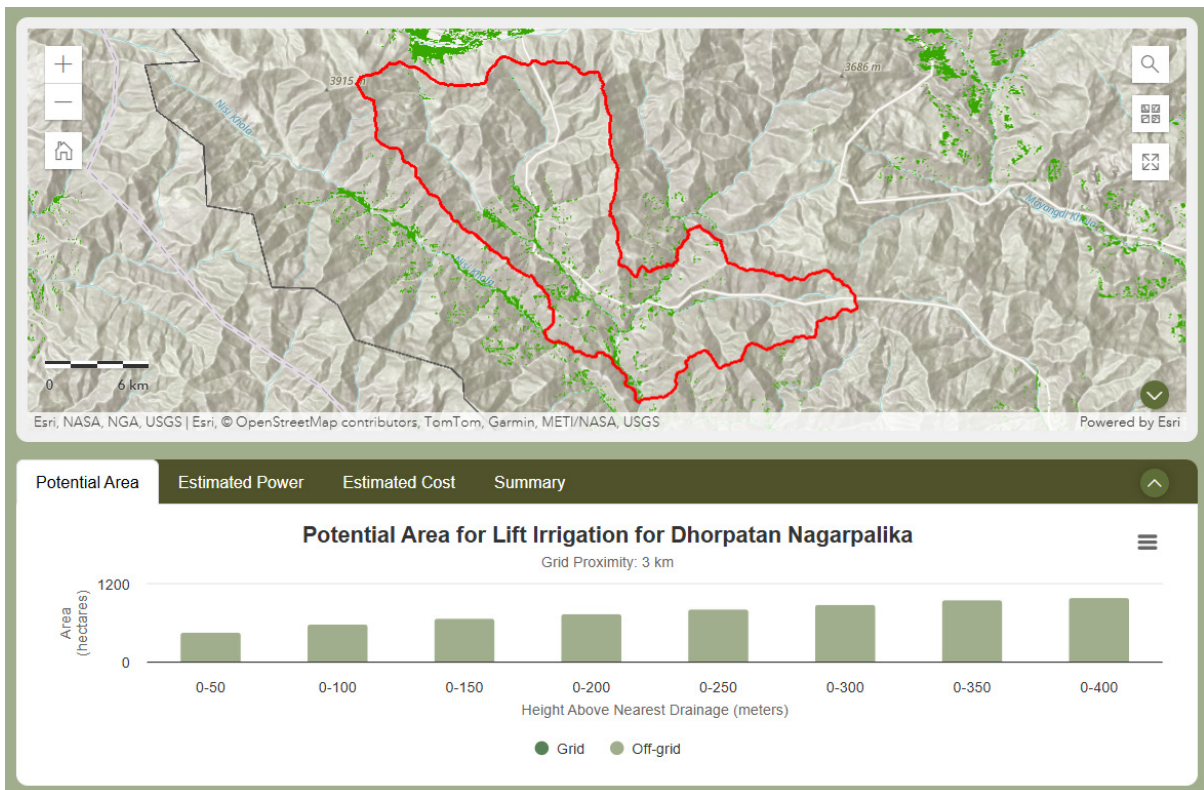 +
3915 m
3686 m
−
Nisi Khola
Mayangdi Khola
Nisi Khola
0 6 km
Esri, NASA, NGA, USGS | Esri, © OpenStreetMap contributors, TomTom, Garmin, METI/NASA, USGS
Powered by Esri
Potential Area Estimated Power Estimated Cost Summary
Potential Area for Lift Irrigation for Dhorpatan Nagarpalika
Grid Proximity: 3 km
1200
Area
(hectares)
0
0-50 0-100 0-150 0-200 0-250 0-300 0-350 0-400
Height Above Nearest Drainage (meters)
Grid Off-grid